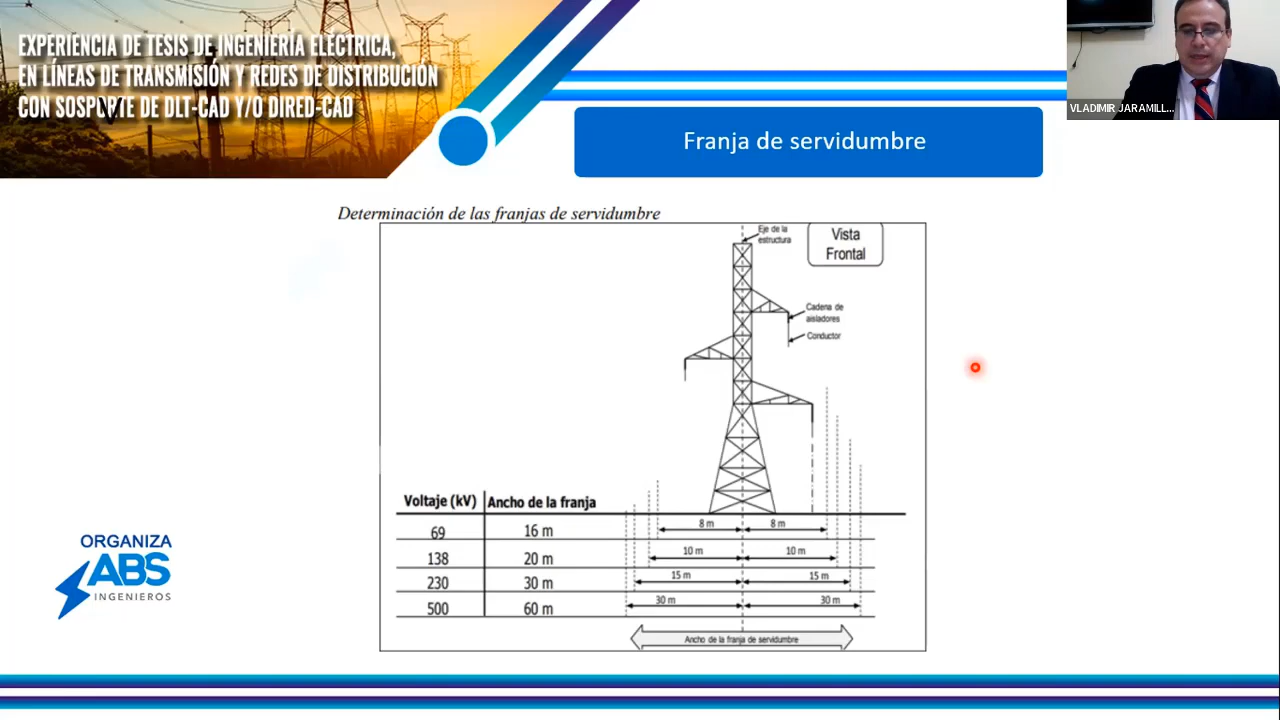 EXPERIENCIA DE TESIS DE INGENIERÍA ELÉCTRICA,
EN LÍNEAS DE TRANSMISIÓN Y REDES DE DISTRIBUCIÓN
CON SOSPORTE DE DLT-CAD Y/O DIRED-CAD
VLADIMIR JARAMILL...
Franja de servidumbre
Determinación de las franjas de servidumbre
Eje de la
estructura
Vista
Frontal
Cadena de
aisladores
Conductor
Voltaje (kV) Ancho de la franja
69 16 m 8 m 8 m
138 20 m 10 m 10 m
230 30 m 15 m 15 m
500 60 m 30 m 30 m
Ancho de la franja de servidumbre
ORGANIZA
ABS
INGENIEROS